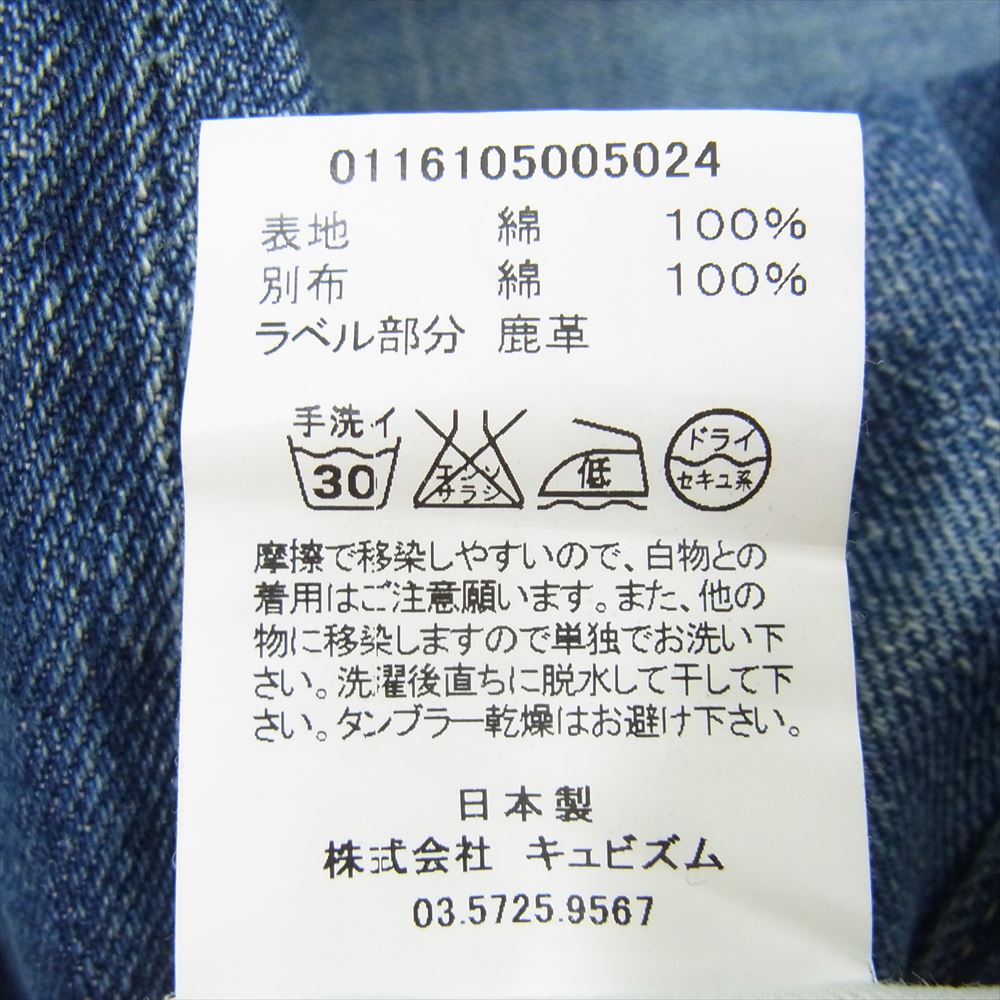 0116105005024
表地 綿 100%
別布 綿 100%
ラベル部分 鹿革
手洗イ
30
エンソ
サラシ
低
ドライ
セキユ系
摩擦で移染しやすいので、白物との
着用はご注意願います。また、他の
物に移染しますので単独でお洗い下
さい。洗濯後直ちに脱水して干して下
さい。タンブラー乾燥はお避け下さい。
日本製
株式会社 キュビズム
03.5725.9567